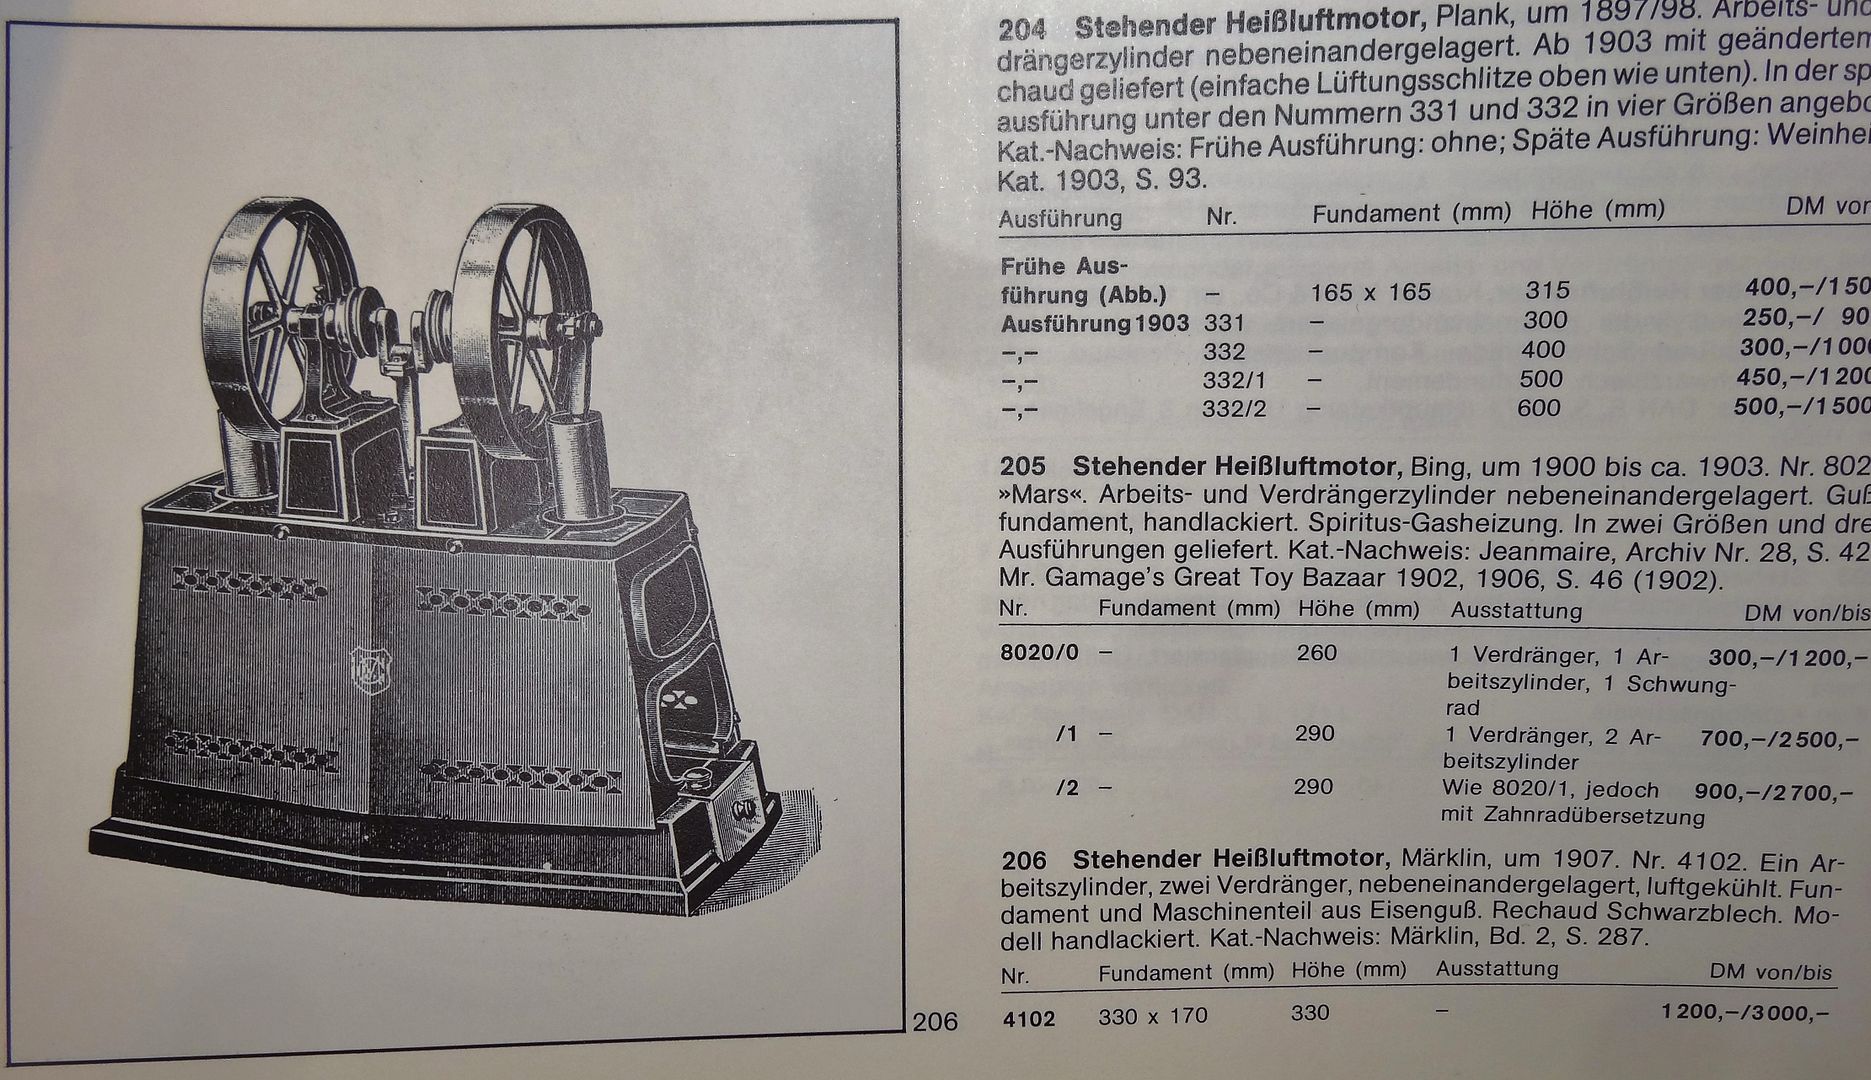 204 Stehender Heißluftmotor, Plank, um 1897/98. Arbeits- und
drängerzylinder nebeneinandergelagert. Ab 1903 mit geändertem
chaud geliefert (einfache Lüftungsschlitze oben wie unten). In der sp
ausführung unter den Nummern 331 und 332 in vier Größen angebo
Kat.-Nachweis: Frühe Ausführung: ohne; Späte Ausführung: Weinhei
Kat. 1903, S. 93.
Ausführung Nr. Fundament (mm) Höhe (mm) DM von
Frühe Aus-
führung (Abb.) – 165 x 165 315 400,–/150
Ausführung 1903 331 – 300 250,–/ 90
–,– 332 – 400 300,–/1000
–,– 332/1 – 500 450,–/1200
–,– 332/2 – 600 500,–/1500
205 Stehender Heißluftmotor, Bing, um 1900 bis ca. 1903. Nr. 802
»Mars«. Arbeits- und Verdrängerzylinder nebeneinandergelagert. Guß
fundament, handlackiert. Spiritus-Gasheizung. In zwei Größen und dre
Ausführungen geliefert. Kat.-Nachweis: Jeanmaire, Archiv Nr. 28, S. 42
Mr. Gamage's Great Toy Bazaar 1902, 1906, S. 46 (1902).
Nr. Fundament (mm) Höhe (mm) Ausstattung DM von/bis
8020/0 – 260 1 Verdränger, 1 Ar- 300,–/1200,–
beitszylinder, 1 Schwung-
rad
/1 – 290 1 Verdränger, 2 Ar- 700,–/2500,–
beitszylinder
/2 – 290 Wie 8020/1, jedoch 900,–/2700,–
mit Zahnradübersetzung
206 Stehender Heißluftmotor, Märklin, um 1907. Nr. 4102. Ein Ar-
beitszylinder, zwei Verdränger, nebeneinandergelagert, luftgekühlt. Fun-
dament und Maschinenteil aus Eisenguß. Rechaud Schwarzblech. Mo-
dell handlackiert. Kat.-Nachweis: Märklin, Bd. 2, S. 287.
Nr. Fundament (mm) Höhe (mm) Ausstattung DM von/bis
206
4102 330 x 170 330 – 1200,–/3000,–